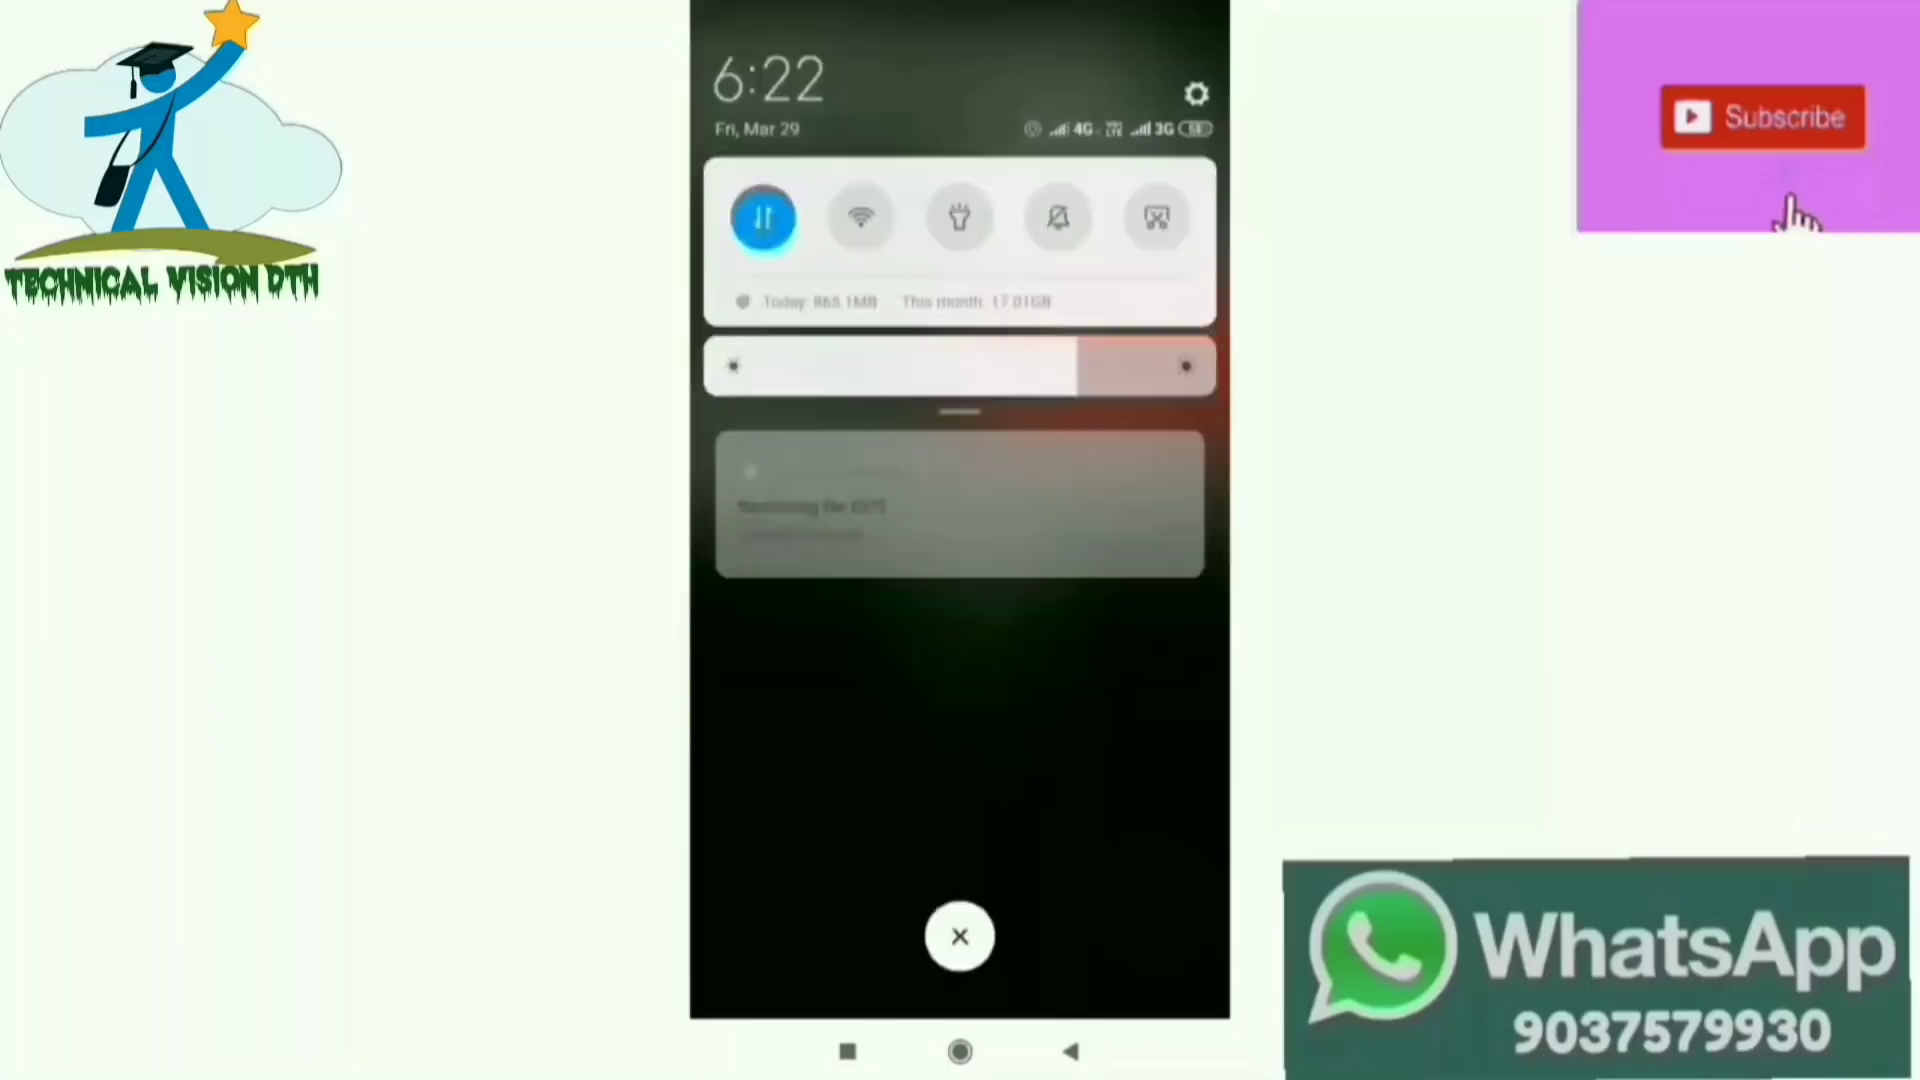 6:22
Fri, Mar 29
4G
3G
Today: 865.1MB This month: 17.01GB
TECHNICAL VISION DTH
Subscribe
WhatsApp
9037579930